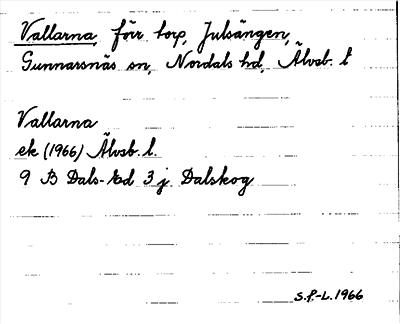 Vallarna, förr torp, Julsängen,
Gunnarsnäs sn, Nordals hd, Älvsb. l
Vallarna
ek (1966) Älvsb. l.
9 B Dals-Ed 3 j Dalskog
S.P.-L. 1966